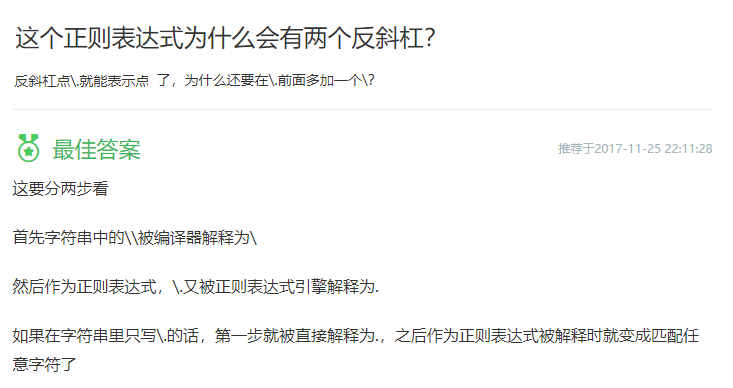 这个正则表达式为什么会有两个反斜杠？
反斜杠点\.就能表示点 了，为什么还要在\.前面多加一个\？
最佳答案
推荐于2017-11-25 22:11:28
这要分两步看
首先字符串中的\\被编译器解释为\
然后作为正则表达式，\.又被正则表达式引擎解释为.
如果在字符串里只写\.的话，第一步就被直接解释为.，之后作为正则表达式被解释时就变成匹配任
意字符了